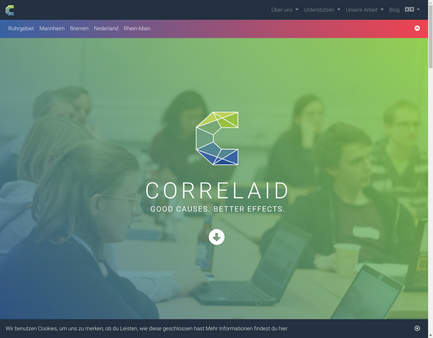 Über uns Unterstützen Unsere Arbeit Blog
Ruhrgebiet Mannheim Bremen Nederland Rhein-Main
CORRELAID
GOOD CAUSES. BETTER EFFECTS.
Wir benutzen Cookies, um uns zu merken, ob du Leisten, wie diese geschlossen hast Mehr Informationen findest du hier.